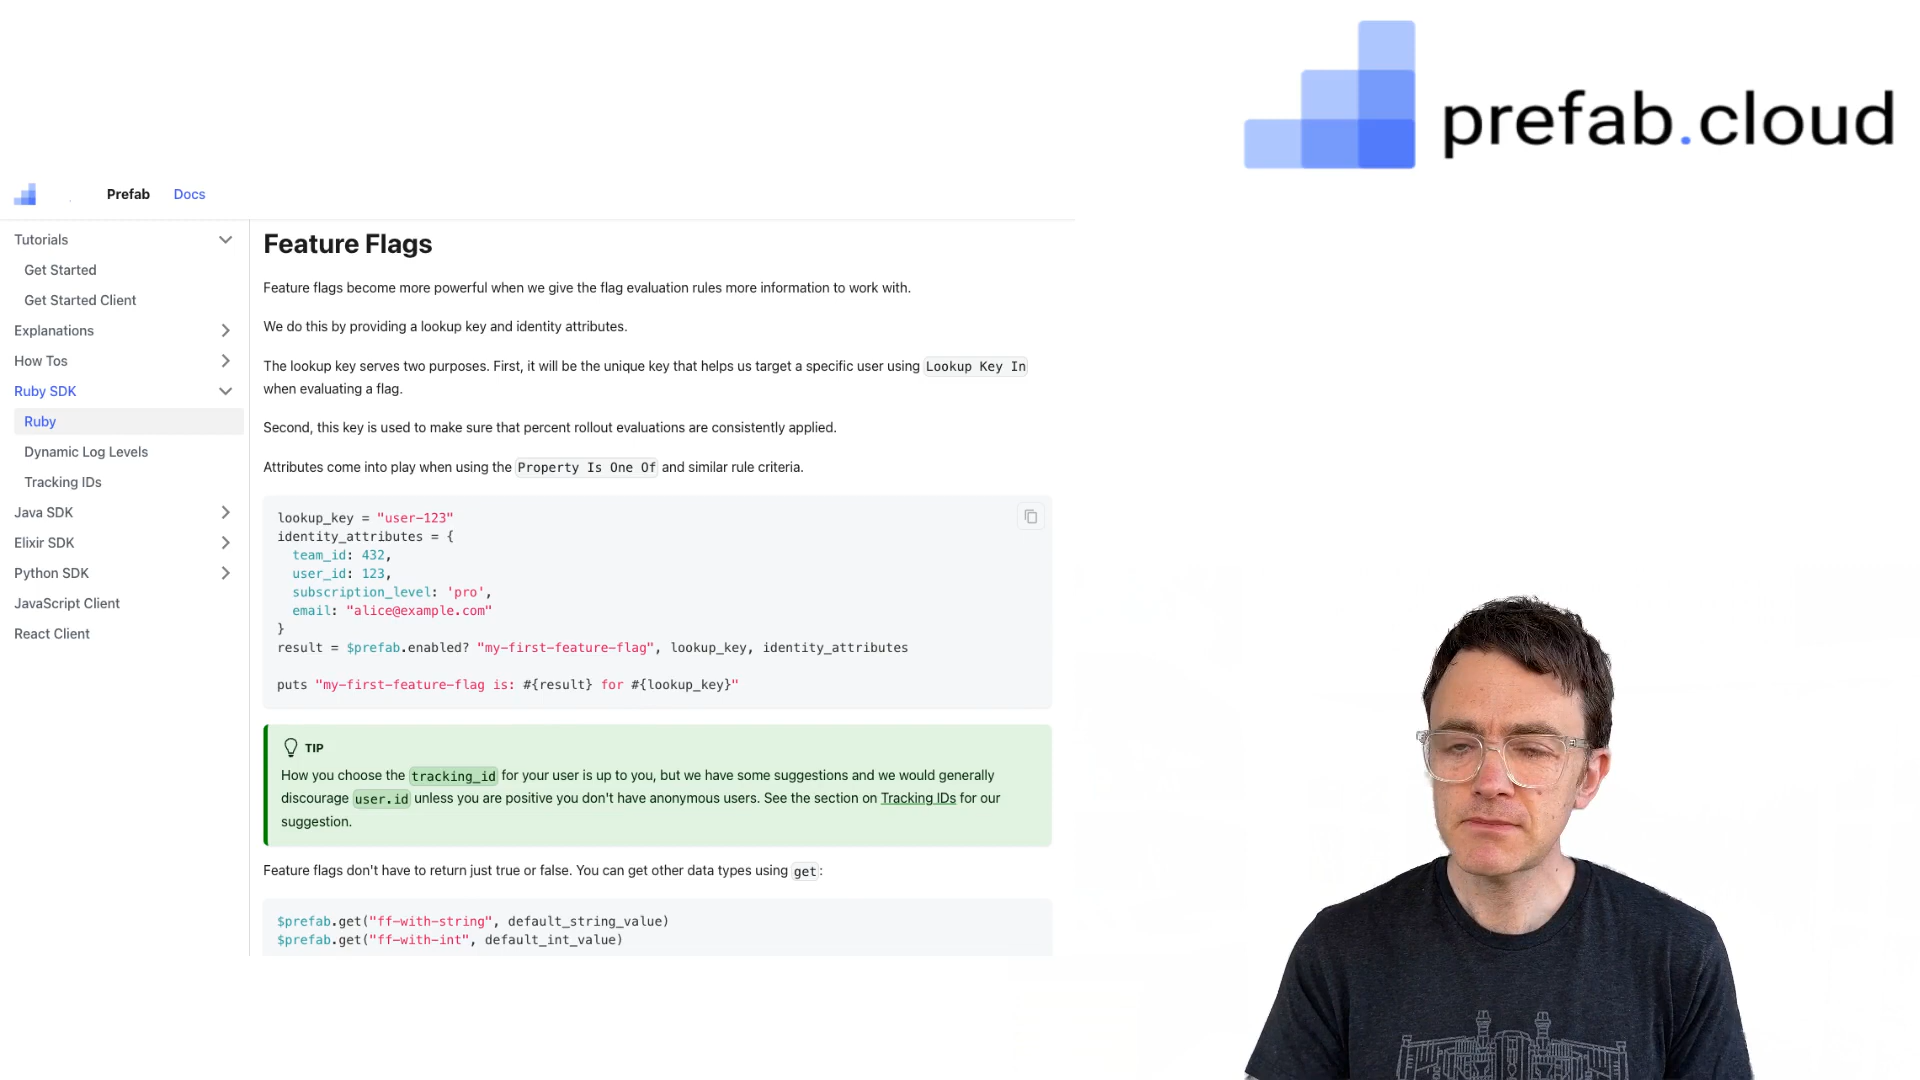 prefab.cloud
Prefab Docs
Tutorials
Get Started
Get Started Client
Explanations
How Tos
Ruby SDK
Ruby
Dynamic Log Levels
Tracking IDs
Java SDK
Elixir SDK
Python SDK
JavaScript Client
React Client
Feature Flags
Feature flags become more powerful when we give the flag evaluation rules more information to work with.
We do this by providing a lookup key and identity attributes.
The lookup key serves two purposes. First, it will be the unique key that helps us target a specific user using Lookup Key In
when evaluating a flag.
Second, this key is used to make sure that percent rollout evaluations are consistently applied.
Attributes come into play when using the Property Is One Of and similar rule criteria.
lookup_key = "user-123"
identity_attributes = {
team_id: 432,
user_id: 123,
subscription_level: 'pro',
email: "alice@example.com"
}
result = $prefab.enabled? "my-first-feature-flag", lookup_key, identity_attributes
puts "my-first-feature-flag is: #{result} for #{lookup_key}"
TIP
How you choose the tracking_id for your user is up to you, but we have some suggestions and we would generally
discourage user.id unless you are positive you don't have anonymous users. See the section on Tracking IDs for our
suggestion.
Feature flags don't have to return just true or false. You can get other data types using get:
$prefab.get("ff-with-string", default_string_value)
$prefab.get("ff-with-int", default_int_value)